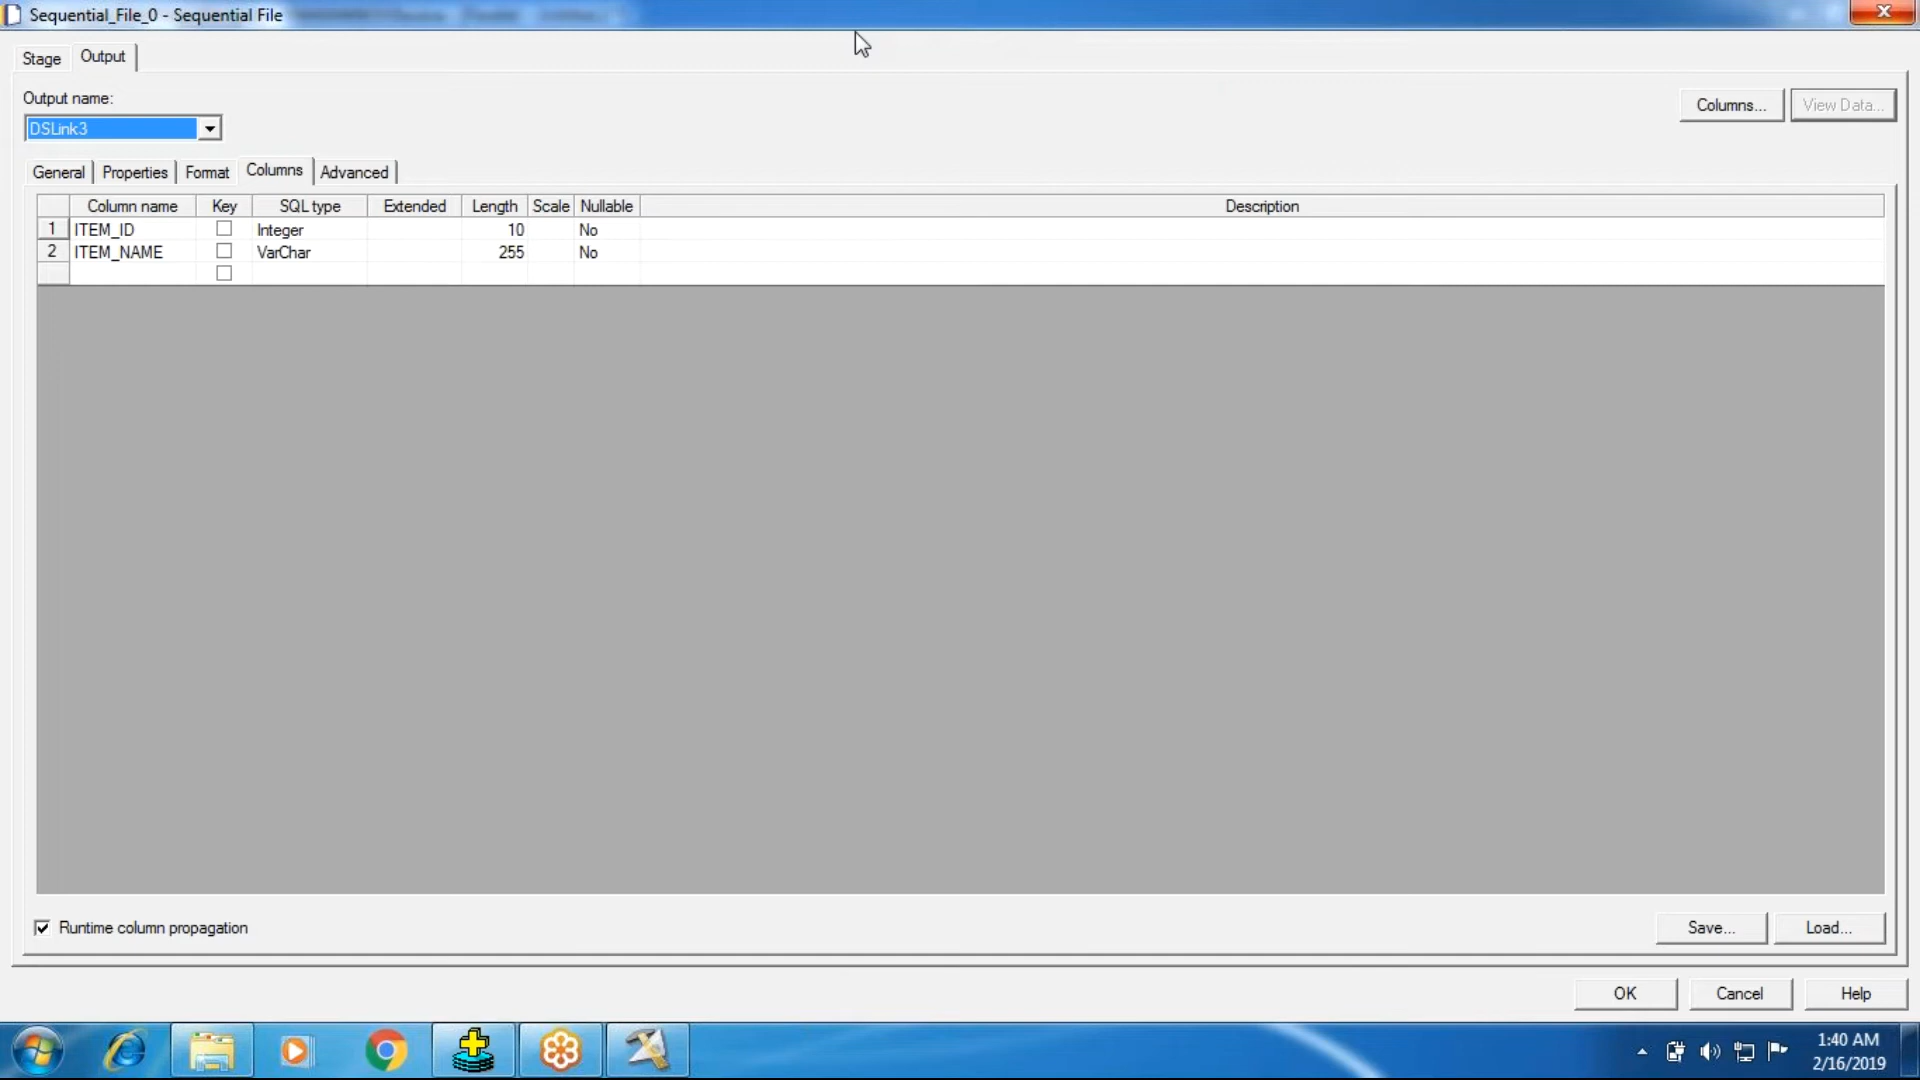 Sequential_File_0 - Sequential File
Stage Output
Output name:
Columns... View Data...
DSLink3
General Properties Format Columns Advanced
Column name Key SQL type Extended Length Scale Nullable Description
1 ITEM_ID Integer 10 No
2 ITEM_NAME VarChar 255 No
Runtime column propagation Save... Load...
OK Cancel Help
1:40 AM
2/16/2019